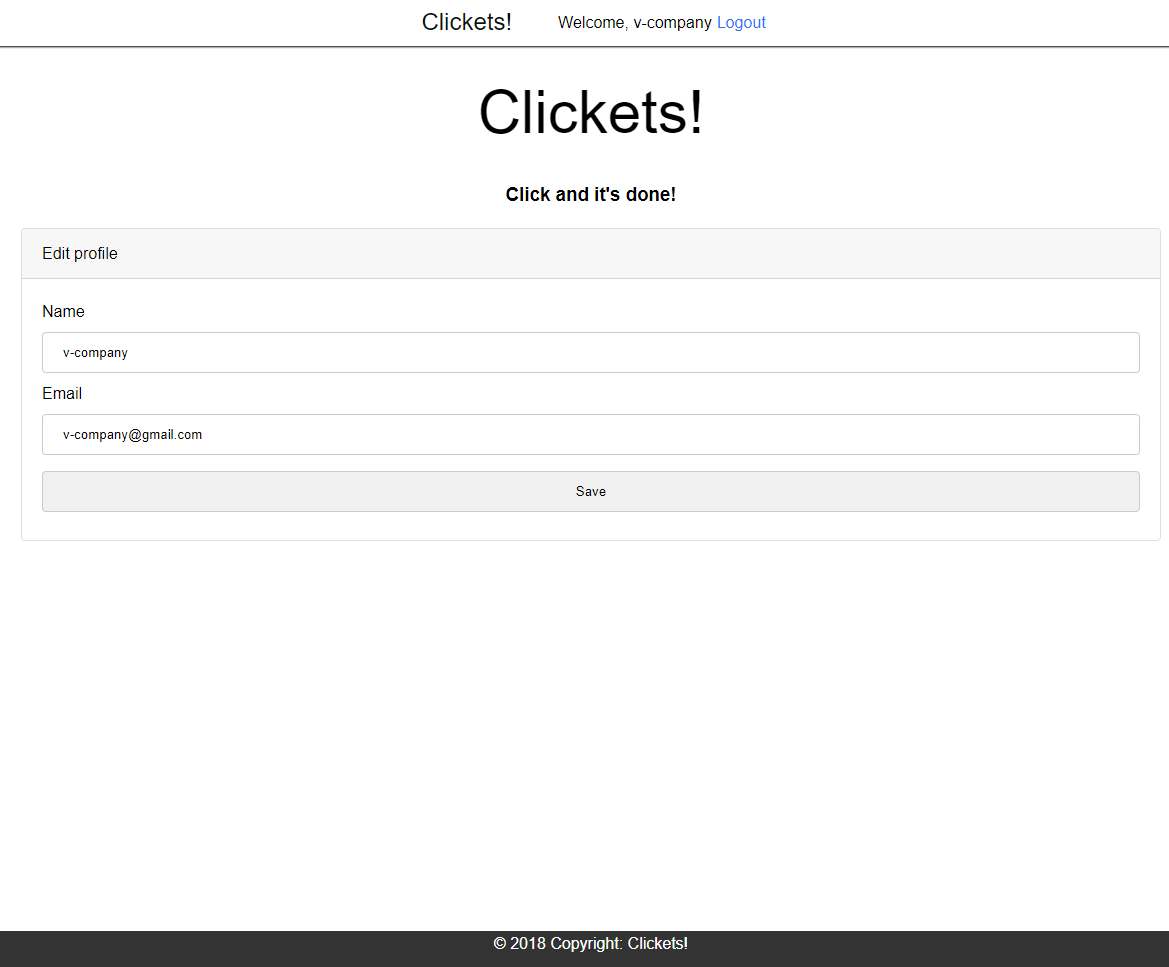 Clickets! Welcome, v-company Logout
Clickets!
Click and it's done!
Edit profile
Name
v-company
Email
v-company@gmail.com
Save
© 2018 Copyright: Clickets!